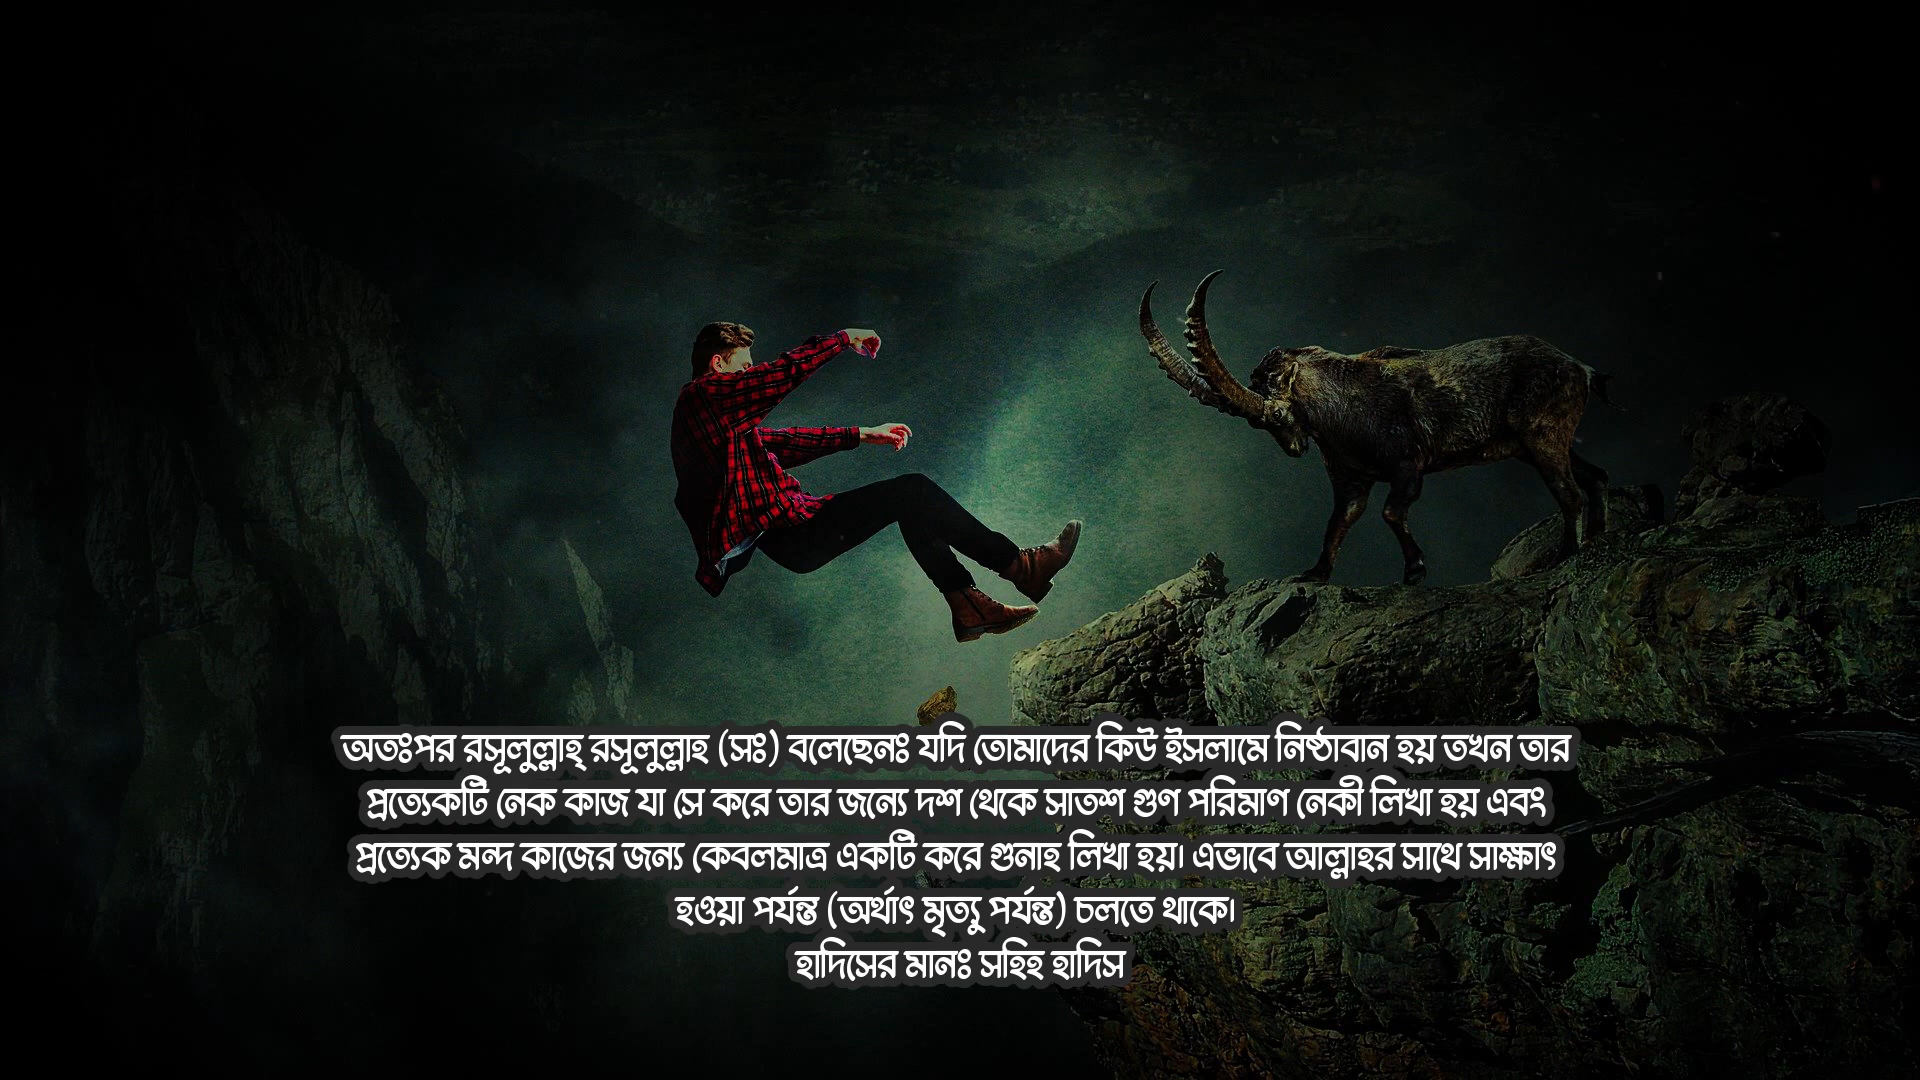 অতঃপর রসূলুল্লাহ্ রসূলুল্লাহ (সঃ) বলেছেনঃ যদি তোমাদের কিউ ইসলামে নিষ্ঠাবান হয় তখন তার
প্রত্যেকটি নেক কাজ যা সে করে তার জন্যে দশ থেকে সাতশ গুণ পরিমাণ নেকী লিখা হয় এবং
প্রত্যেক মন্দ কাজের জন্য কেবলমাত্র একটি করে গুনাহ লিখা হয়। এভাবে আল্লাহর সাথে সাক্ষাৎ
হওয়া পর্যন্ত (অর্থাৎ মৃত্যু পর্যন্ত) চলতে থাকে।
হাদিসের মানঃ সহিহ হাদিস